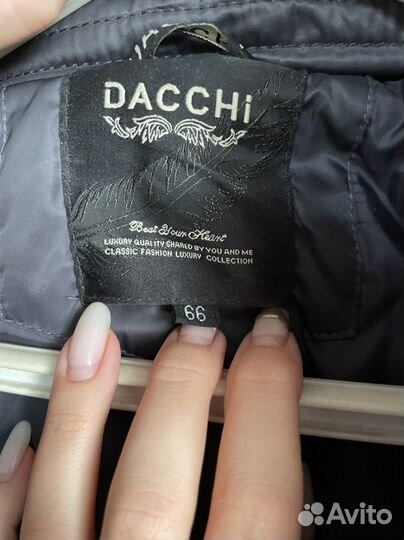 DACCHi
Beat Your Heart
LUXURY QUALITY SHARED BY YOU AND ME
CLASSIC FASHION LUXURY COLLECTION
66
Avito